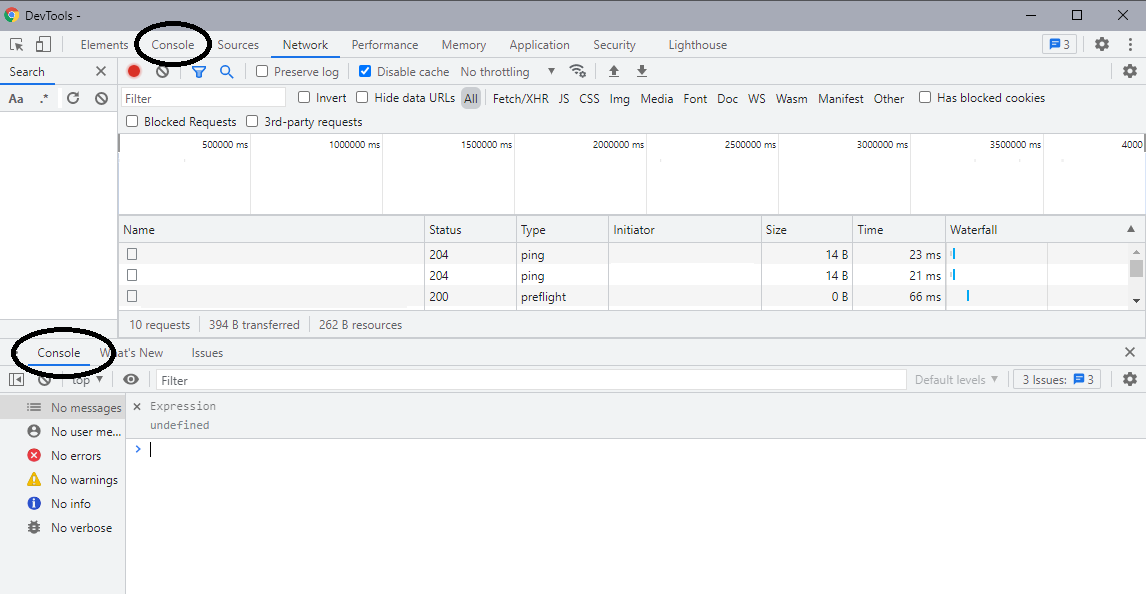 DevTools -
Elements Console Sources Network Performance Memory Application Security Lighthouse 3
Search Preserve log Disable cache No throttling
Aa .* Filter Invert Hide data URLs All Fetch/XHR JS CSS Img Media Font Doc WS Wasm Manifest Other Has blocked cookies
Blocked Requests 3rd-party requests
500000 ms 1000000 ms 1500000 ms 2000000 ms 2500000 ms 3000000 ms 3500000 ms 4000
Name Status Type Initiator Size Time Waterfall
204 ping 14 B 23 ms
204 ping 14 B 21 ms
200 preflight 0 B 66 ms
10 requests 394 B transferred 262 B resources
Console What's New Issues
top Filter Default levels 3 Issues: 3
No messages Expression
undefined
No user me...
No errors
No warnings
No info
No verbose